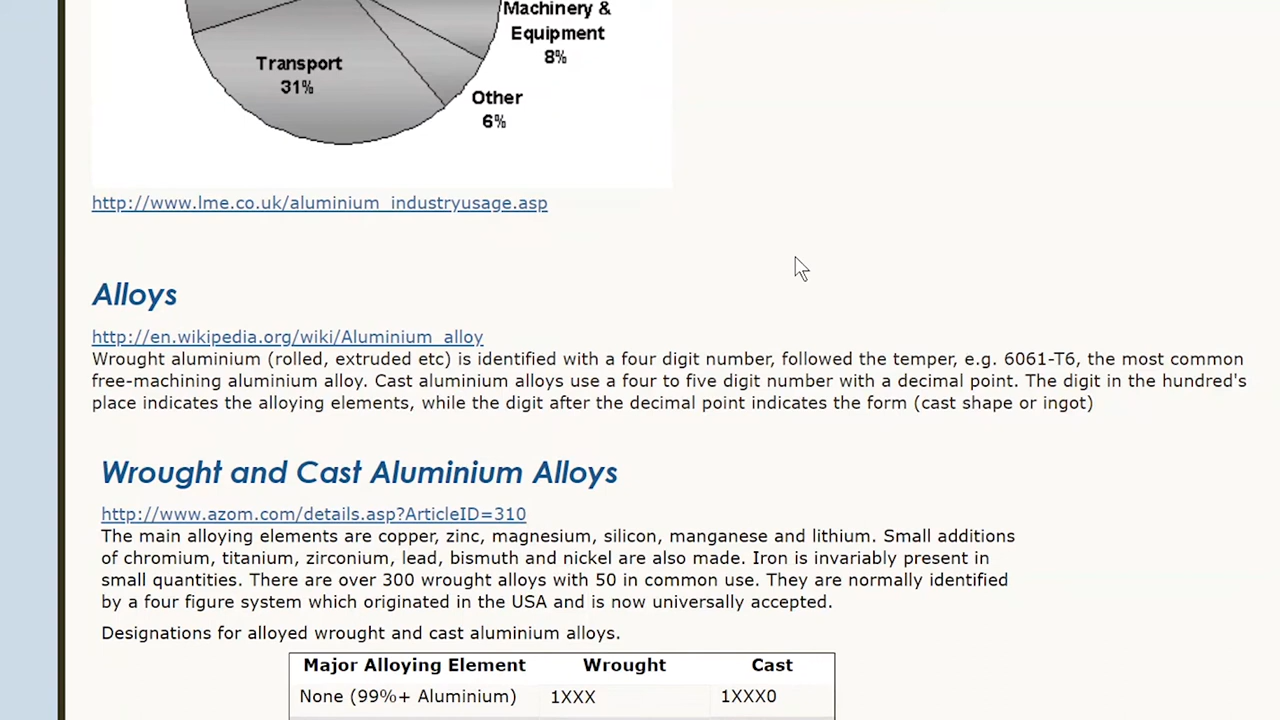 Machinery &
Equipment
8%
Transport
31%
Other
6%
http://www.lme.co.uk/aluminium_industryusage.asp
Alloys
http://en.wikipedia.org/wiki/Aluminium_alloy
Wrought aluminium (rolled, extruded etc) is identified with a four digit number, followed the temper, e.g. 6061-T6, the most common
free-machining aluminium alloy. Cast aluminium alloys use a four to five digit number with a decimal point. The digit in the hundred's
place indicates the alloying elements, while the digit after the decimal point indicates the form (cast shape or ingot)
Wrought and Cast Aluminium Alloys
http://www.azom.com/details.asp?ArticleID=310
The main alloying elements are copper, zinc, magnesium, silicon, manganese and lithium. Small additions
of chromium, titanium, zirconium, lead, bismuth and nickel are also made. Iron is invariably present in
small quantities. There are over 300 wrought alloys with 50 in common use. They are normally identified
by a four figure system which originated in the USA and is now universally accepted.
Designations for alloyed wrought and cast aluminium alloys.
Major Alloying Element Wrought Cast
None (99%+ Aluminium) 1XXX 1XXX0